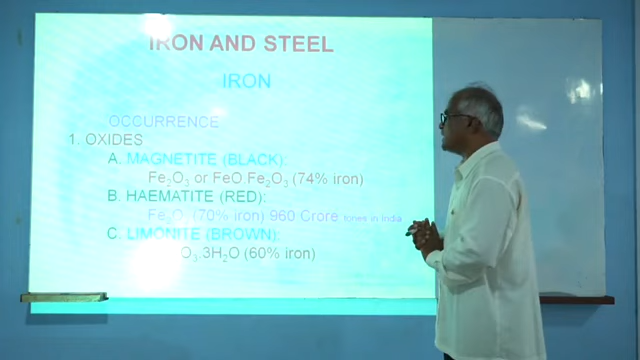 IRON AND STEEL
IRON
OCCURRENCE
1. OXIDES
A. MAGNETITE (BLACK):
Fe₂O₃ or FeO.Fe₂O₃ (74% iron)
B. HAEMATITE (RED):
Fe₂O₃ (70% iron) 960 Crore tones in India
C. LIMONITE (BROWN):
O₃.3H₂O (60% iron)